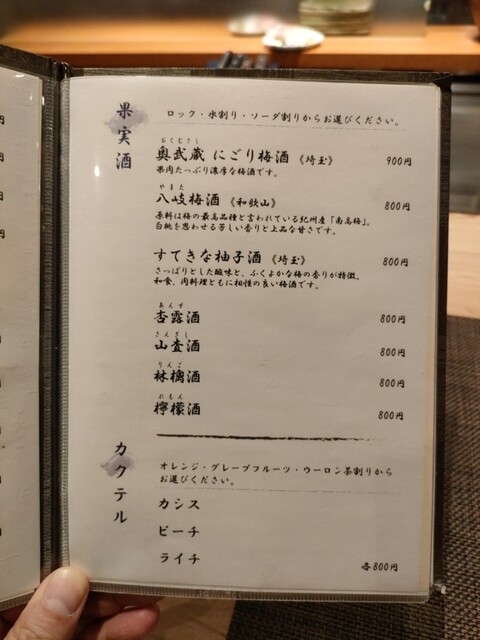 果実酒
ロック・水割り・ソーダ割りからお選びください。
おくむさし
奥武蔵 にごり梅酒 《埼玉》 900円
果肉たっぷり濃厚な梅酒です。
やまた
八岐梅酒 《和歌山》 800円
原料は梅の最高品種と言われている紀州産「南高梅」。
白桃を思わせる芳しい香りと上品な甘さです。
すてきな柚子酒 《埼玉》 800円
さっぱりとした酸味と、ふくよかな梅の香りが特徴。
和食、肉料理ともに相性の良い梅酒です。
あんず
杏露酒 800円
さんざし
山査酒 800円
りんご
林檎酒 800円
れもん
檸檬酒 800円
カクテル
オレンジ・グレープフルーツ・ウーロン茶割りから
お選びください。
カシス
ピーチ
ライチ
各800円
円
円
円
円